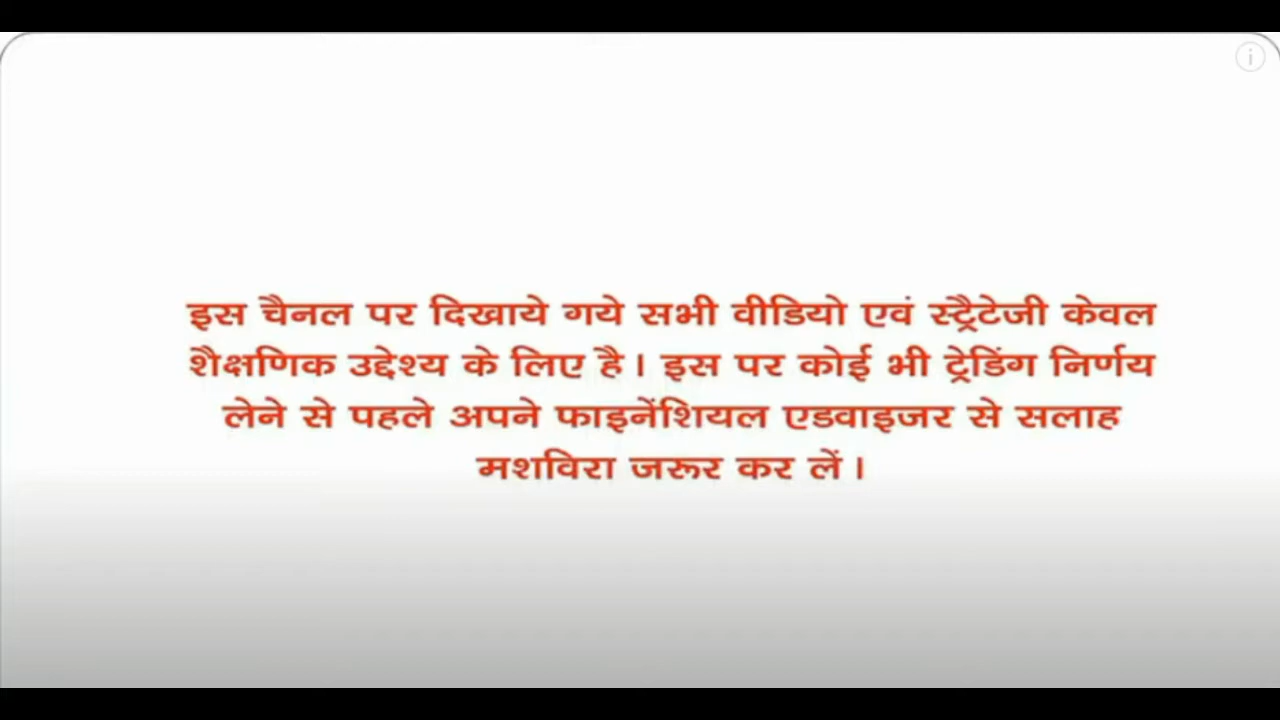 इस चैनल पर दिखाये गये सभी वीडियो एवं स्ट्रैटेजी केवल
शैक्षणिक उद्देश्य के लिए है। इस पर कोई भी ट्रेडिंग निर्णय
लेने से पहले अपने फाइनेंशियल एडवाइजर से सलाह
मशविरा जरूर कर लें।